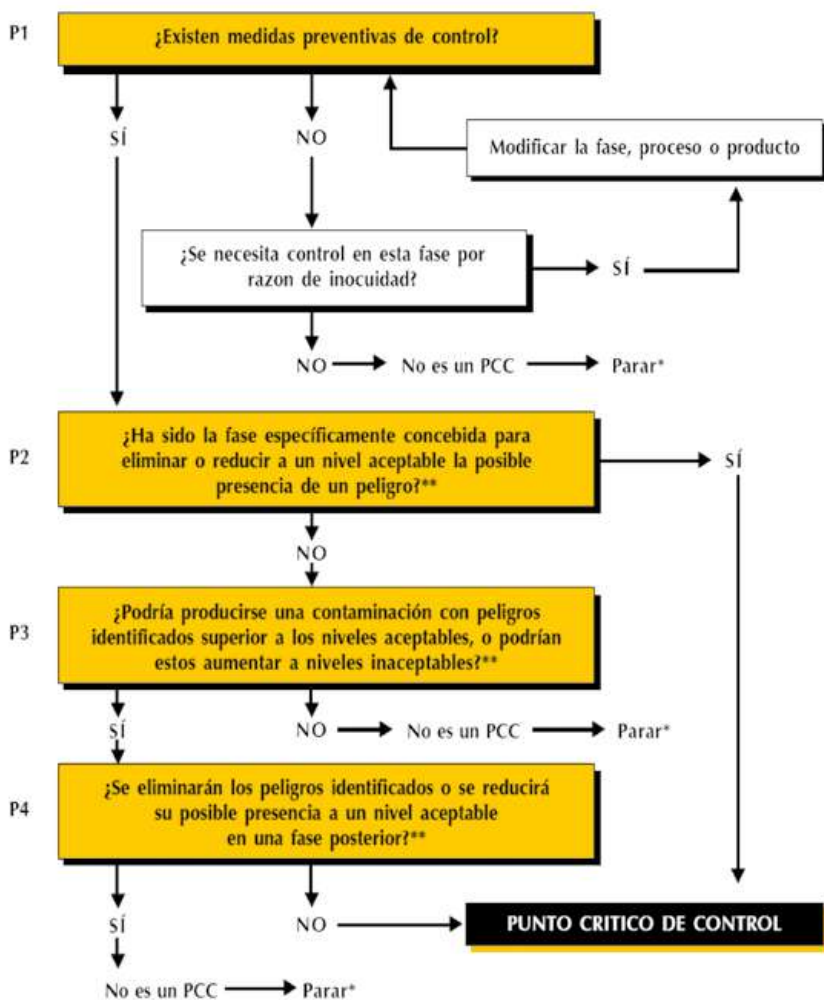 P1
¿Existen medidas preventivas de control?
SÍ
NO
Modificar la fase, proceso o producto
¿Se necesita control en esta fase por
razon de inocuidad?
SÍ
NO
No es un PCC
Parar*
P2
¿Ha sido la fase específicamente concebida para
eliminar o reducir a un nivel aceptable la posible
presencia de un peligro?**
SÍ
NO
P3
¿Podría producirse una contaminación con peligros
identificados superior a los niveles aceptables, o podrían
estos aumentar a niveles inaceptables?**
SÍ
NO
No es un PCC
Parar*
P4
¿Se eliminarán los peligros identificados o se reducirá
su posible presencia a un nivel aceptable
en una fase posterior?**
SÍ
NO
PUNTO CRITICO DE CONTROL
No es un PCC
Parar*